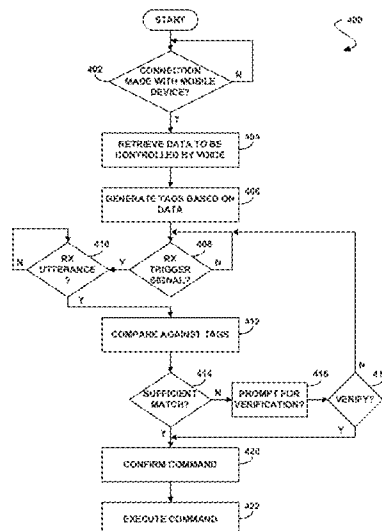 START
400
402
CONNECTION
MADE WITH MOBILE
DEVICE?
N
Y
RETRIEVE DATA TO BE
CONTROLLED BY VOICE
404
GENERATE TAGS BASED ON
DATA
406
410
RX
UTTERANCE
?
N
Y
408
RX
TRIGGER
SIGNAL?
Y
N
COMPARE AGAINST TAGS
412
414
SUFFICIENT
MATCH?
N
Y
416
PROMPT FOR
VERIFICATION?
VERIFY?
N
Y
CONFIRM COMMAND
420
EXECUTE COMMAND
422